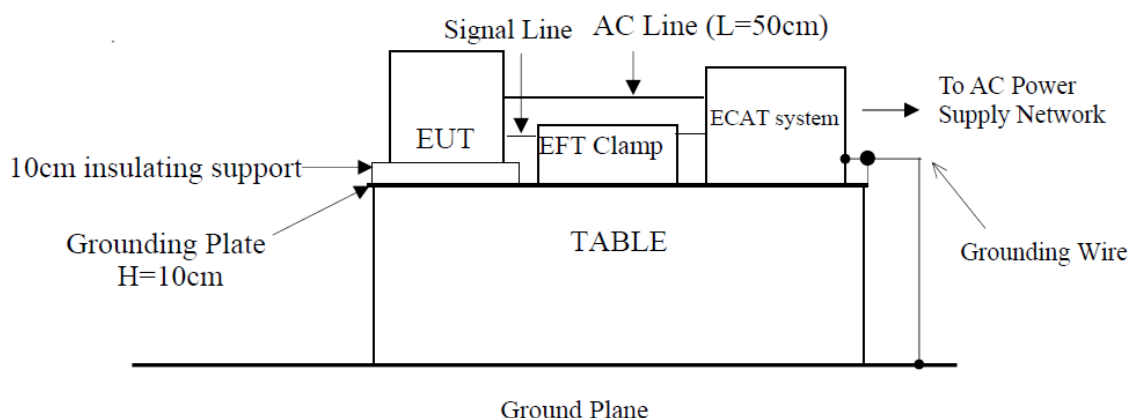 Signal Line
AC Line (L=50cm)
To AC Power
Supply Network
ECAT system
EUT
EFT Clamp
10cm insulating support
Grounding Plate
H=10cm
TABLE
Grounding Wire
Ground Plane